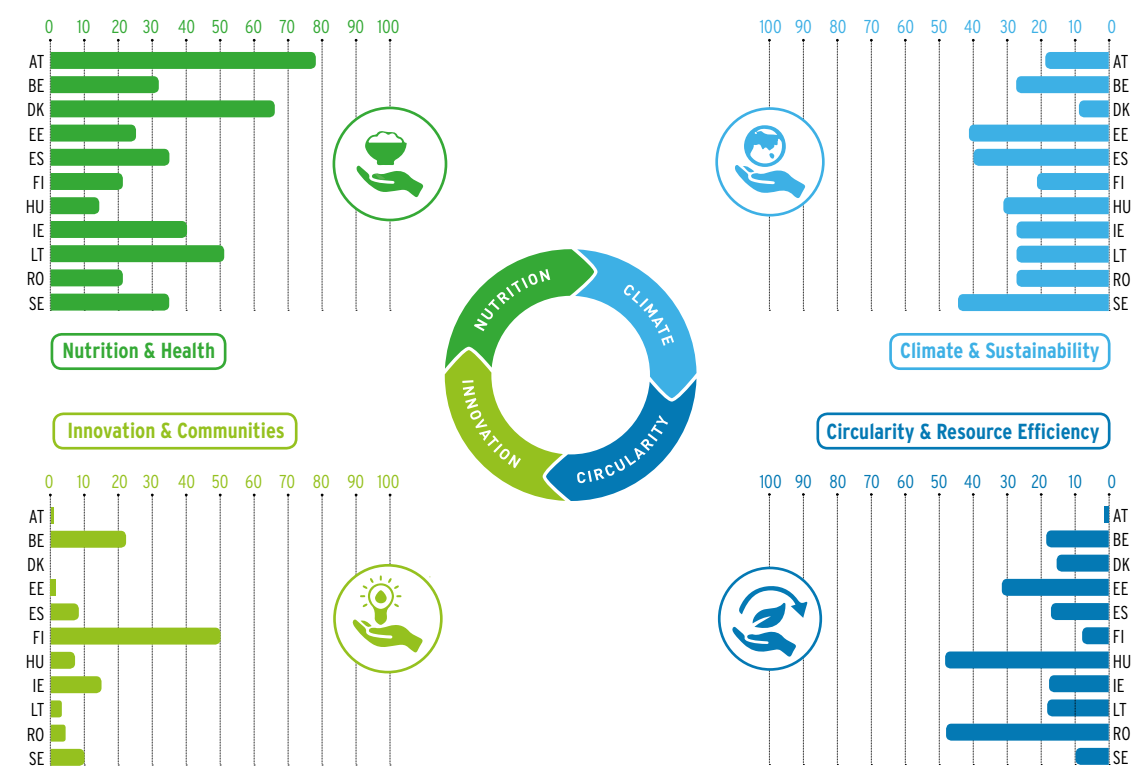 0 10 20 30 40 50 60 70 80 90 100
AT
BE
DK
EE
ES
FI
HU
IE
LT
RO
SE
Nutrition & Health
100 90 80 70 60 50 40 30 20 10 0
AT
BE
DK
EE
ES
FI
HU
IE
LT
RO
SE
Climate & Sustainability
NUTRITION
CLIMATE
CIRCULARITY
INNOVATION
Innovation & Communities
0 10 20 30 40 50 60 70 80 90 100
AT
BE
DK
EE
ES
FI
HU
IE
LT
RO
SE
Circularity & Resource Efficiency
100 90 80 70 60 50 40 30 20 10 0
AT
BE
DK
EE
ES
FI
HU
IE
LT
RO
SE